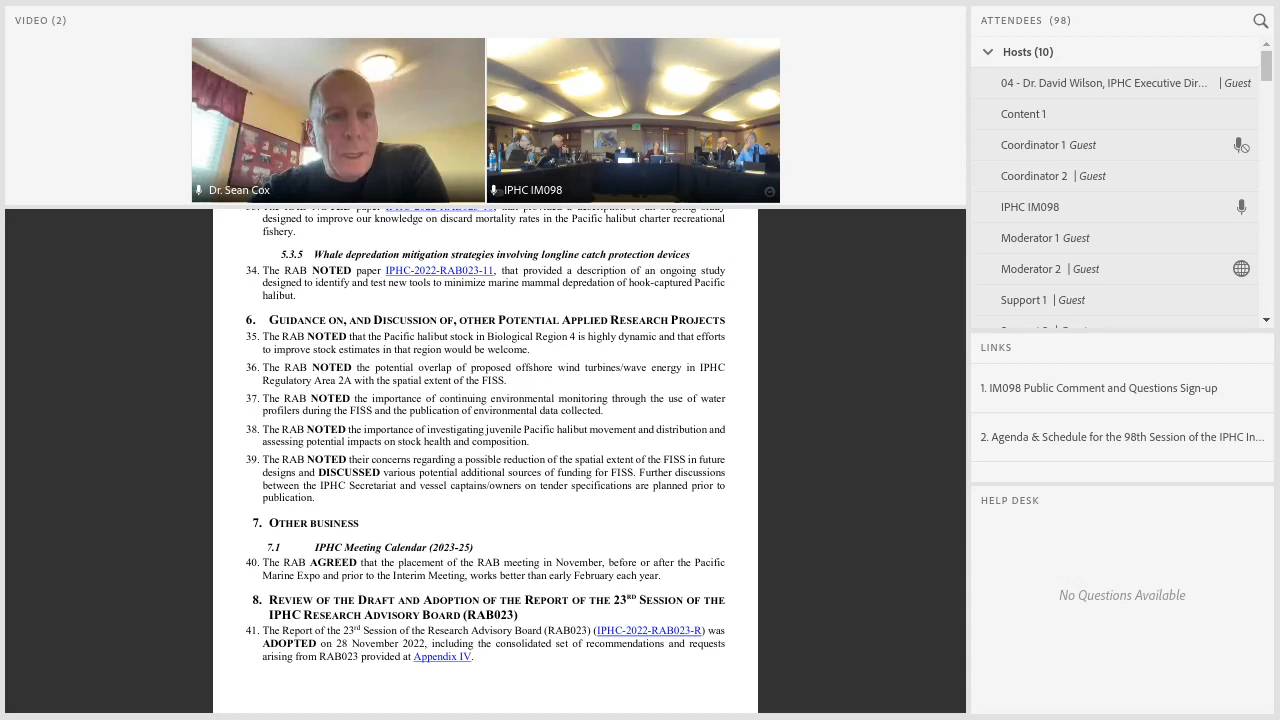 VIDEO (2)
Dr. Sean Cox
IPHC IM098
designed to improve our knowledge on discard mortality rates in the Pacific halibut charter recreational
fishery.
5.3.5 Whale depredation mitigation strategies involving longline catch protection devices
34. The RAB NOTED paper IPHC-2022-RAB023-11, that provided a description of an ongoing study
designed to identify and test new tools to minimize marine mammal depredation of hook-captured Pacific
halibut.
6. GUIDANCE ON, AND DISCUSSION OF, OTHER POTENTIAL APPLIED RESEARCH PROJECTS
35. The RAB NOTED that the Pacific halibut stock in Biological Region 4 is highly dynamic and that efforts
to improve stock estimates in that region would be welcome.
36. The RAB NOTED the potential overlap of proposed offshore wind turbines/wave energy in IPHC
Regulatory Area 2A with the spatial extent of the FISS.
37. The RAB NOTED the importance of continuing environmental monitoring through the use of water
profilers during the FISS and the publication of environmental data collected.
38. The RAB NOTED the importance of investigating juvenile Pacific halibut movement and distribution and
assessing potential impacts on stock health and composition.
39. The RAB NOTED their concerns regarding a possible reduction of the spatial extent of the FISS in future
designs and DISCUSSED various potential additional sources of funding for FISS. Further discussions
between the IPHC Secretariat and vessel captains/owners on tender specifications are planned prior to
publication.
7. OTHER BUSINESS
7.1 IPHC Meeting Calendar (2023-25)
40. The RAB AGREED that the placement of the RAB meeting in November, before or after the Pacific
Marine Expo and prior to the Interim Meeting, works better than early February each year.
8. REVIEW OF THE DRAFT AND ADOPTION OF THE REPORT OF THE 23RD SESSION OF THE
IPHC RESEARCH ADVISORY BOARD (RAB023)
41. The Report of the 23rd Session of the Research Advisory Board (RAB023) (IPHC-2022-RAB023-R) was
ADOPTED on 28 November 2022, including the consolidated set of recommendations and requests
arising from RAB023 provided at Appendix IV.
ATTENDEES (98)
Hosts (10)
04 - Dr. David Wilson, IPHC Executive Dir... | Guest
Content 1
Coordinator 1 Guest
Coordinator 2 | Guest
IPHC IM098
Moderator 1 Guest
Moderator 2 | Guest
Support 1 | Guest
LINKS
1. IM098 Public Comment and Questions Sign-up
2. Agenda & Schedule for the 98th Session of the IPHC In...
HELP DESK
No Questions Available